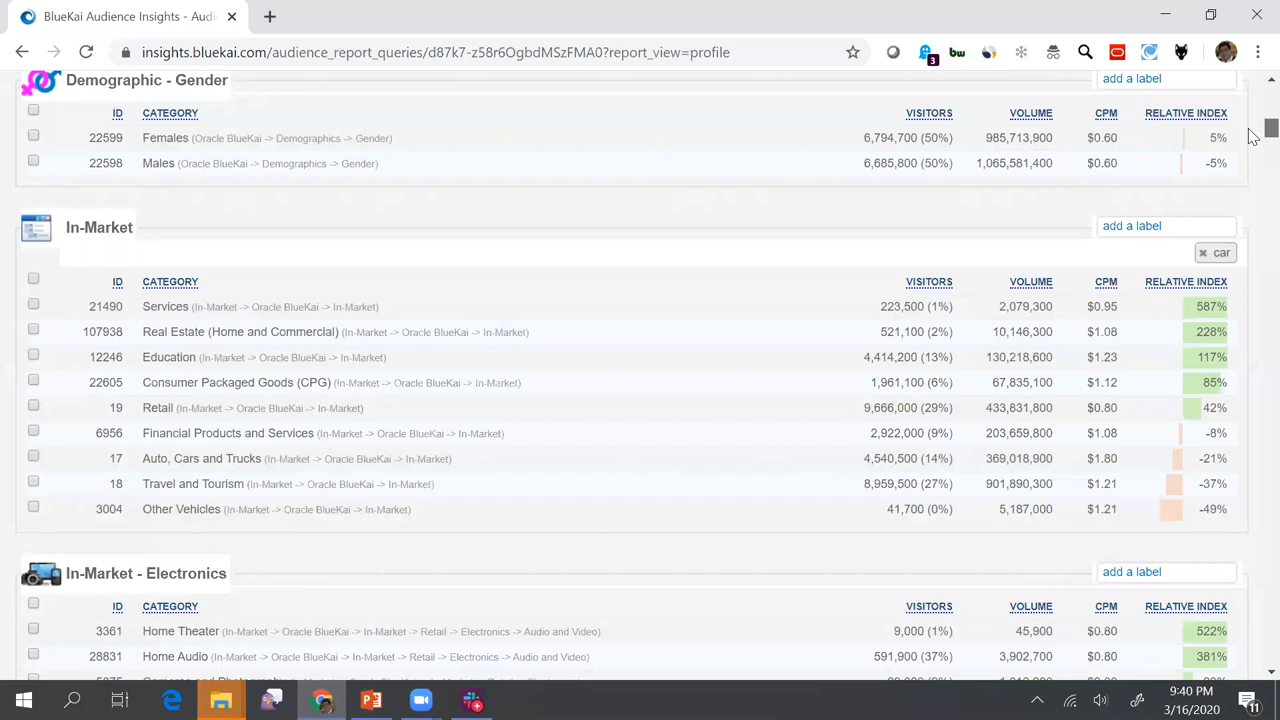 BlueKai Audience Insights - Audi
insights.bluekai.com/audience_report_queries/d87k7-z58r6OgbdMSzFMA0?report_view=profile
3
bw
Demographic - Gender
add a label
ID CATEGORY VISITORS VOLUME CPM RELATIVE INDEX
22599 Females (Oracle BlueKai -> Demographics -> Gender) 6,794,700 (50%) 985,713,900 $0.60 5%
22598 Males (Oracle BlueKai -> Demographics -> Gender) 6,685,800 (50%) 1,065,581,400 $0.60 -5%
In-Market
add a label
car
ID CATEGORY VISITORS VOLUME CPM RELATIVE INDEX
21490 Services (In-Market -> Oracle BlueKai -> In-Market) 223,500 (1%) 2,079,300 $0.95 587%
107938 Real Estate (Home and Commercial) (In-Market -> Oracle BlueKai -> In-Market) 521,100 (2%) 10,146,300 $1.08 228%
12246 Education (In-Market -> Oracle BlueKai -> In-Market) 4,414,200 (13%) 130,218,600 $1.23 117%
22605 Consumer Packaged Goods (CPG) (In-Market -> Oracle BlueKai -> In-Market) 1,961,100 (6%) 67,835,100 $1.12 85%
19 Retail (In-Market -> Oracle BlueKai -> In-Market) 9,666,000 (29%) 433,831,800 $0.80 42%
6956 Financial Products and Services (In-Market -> Oracle BlueKai -> In-Market) 2,922,000 (9%) 203,659,800 $1.08 -8%
17 Auto, Cars and Trucks (In-Market -> Oracle BlueKai -> In-Market) 4,540,500 (14%) 369,018,900 $1.80 -21%
18 Travel and Tourism (In-Market -> Oracle BlueKai -> In-Market) 8,959,500 (27%) 901,890,300 $1.21 -37%
3004 Other Vehicles (In-Market -> Oracle BlueKai -> In-Market) 41,700 (0%) 5,187,000 $1.21 -49%
In-Market - Electronics
add a label
ID CATEGORY VISITORS VOLUME CPM RELATIVE INDEX
3361 Home Theater (In-Market -> Oracle BlueKai -> In-Market -> Retail -> Electronics -> Audio and Video) 9,000 (1%) 45,900 $0.80 522%
28831 Home Audio (In-Market -> Oracle BlueKai -> In-Market -> Retail -> Electronics -> Audio and Video) 591,900 (37%) 3,902,700 $0.80 381%
9:40 PM
3/16/2020
11